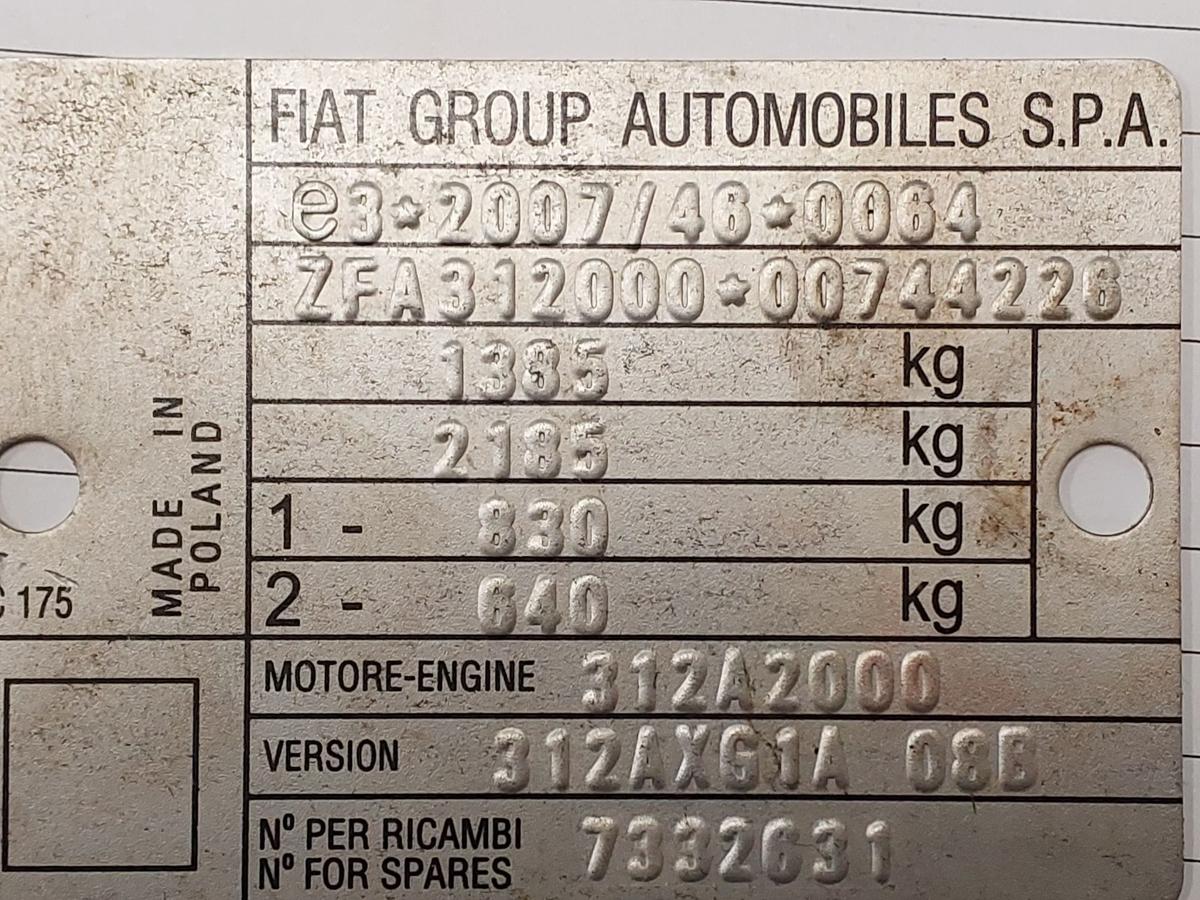 FIAT GROUP AUTOMOBILES S.P.A.
e3*2007/46*0064
ZFA312000*00744226
1385 kg
2185 kg
1 - 830 kg
2 - 640 kg
MADE IN
POLAND
C 175
MOTORE-ENGINE 312A2000
VERSION 312AXG1A 08B
Nº PER RICAMBI
Nº FOR SPARES
7332631